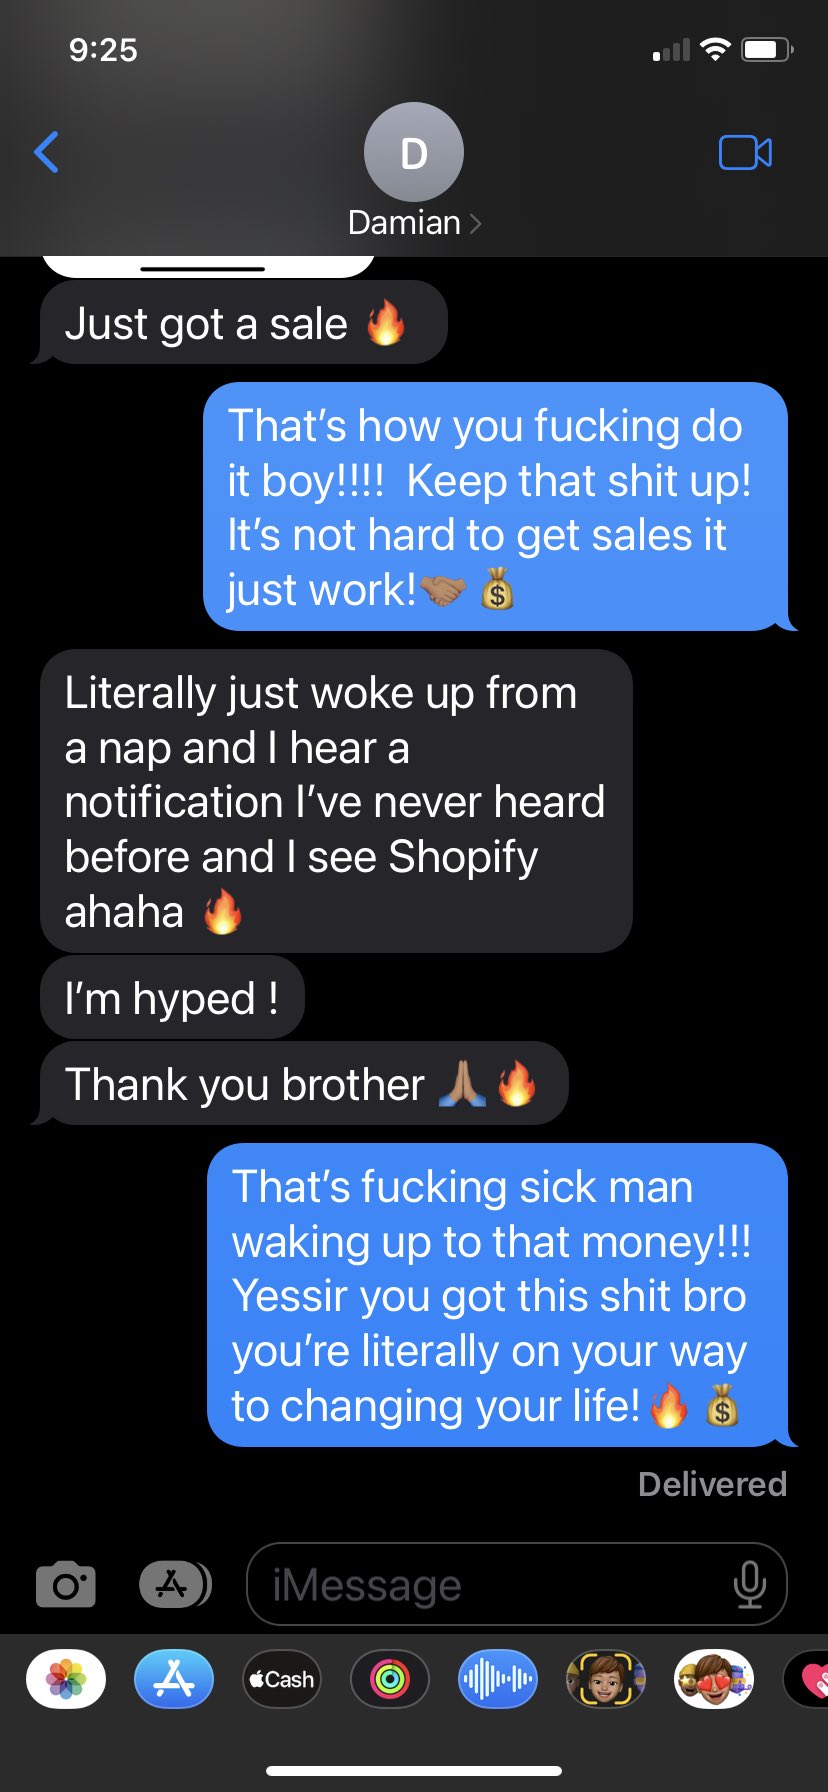 9:25
D
Damian
Just got a sale 🔥
That's how you fucking do
it boy!!!!  Keep that shit up!
It's not hard to get sales it
just work!🤝🏽 💰
Literally just woke up from
a nap and I hear a
notification I've never heard
before and I see Shopify
ahaha 🔥
I'm hyped !
Thank you brother 🙏🏽🔥
That's fucking sick man
waking up to that money!!!
Yessir you got this shit bro
you're literally on your way
to changing your life!🔥 💰
Delivered
iMessage
Cash